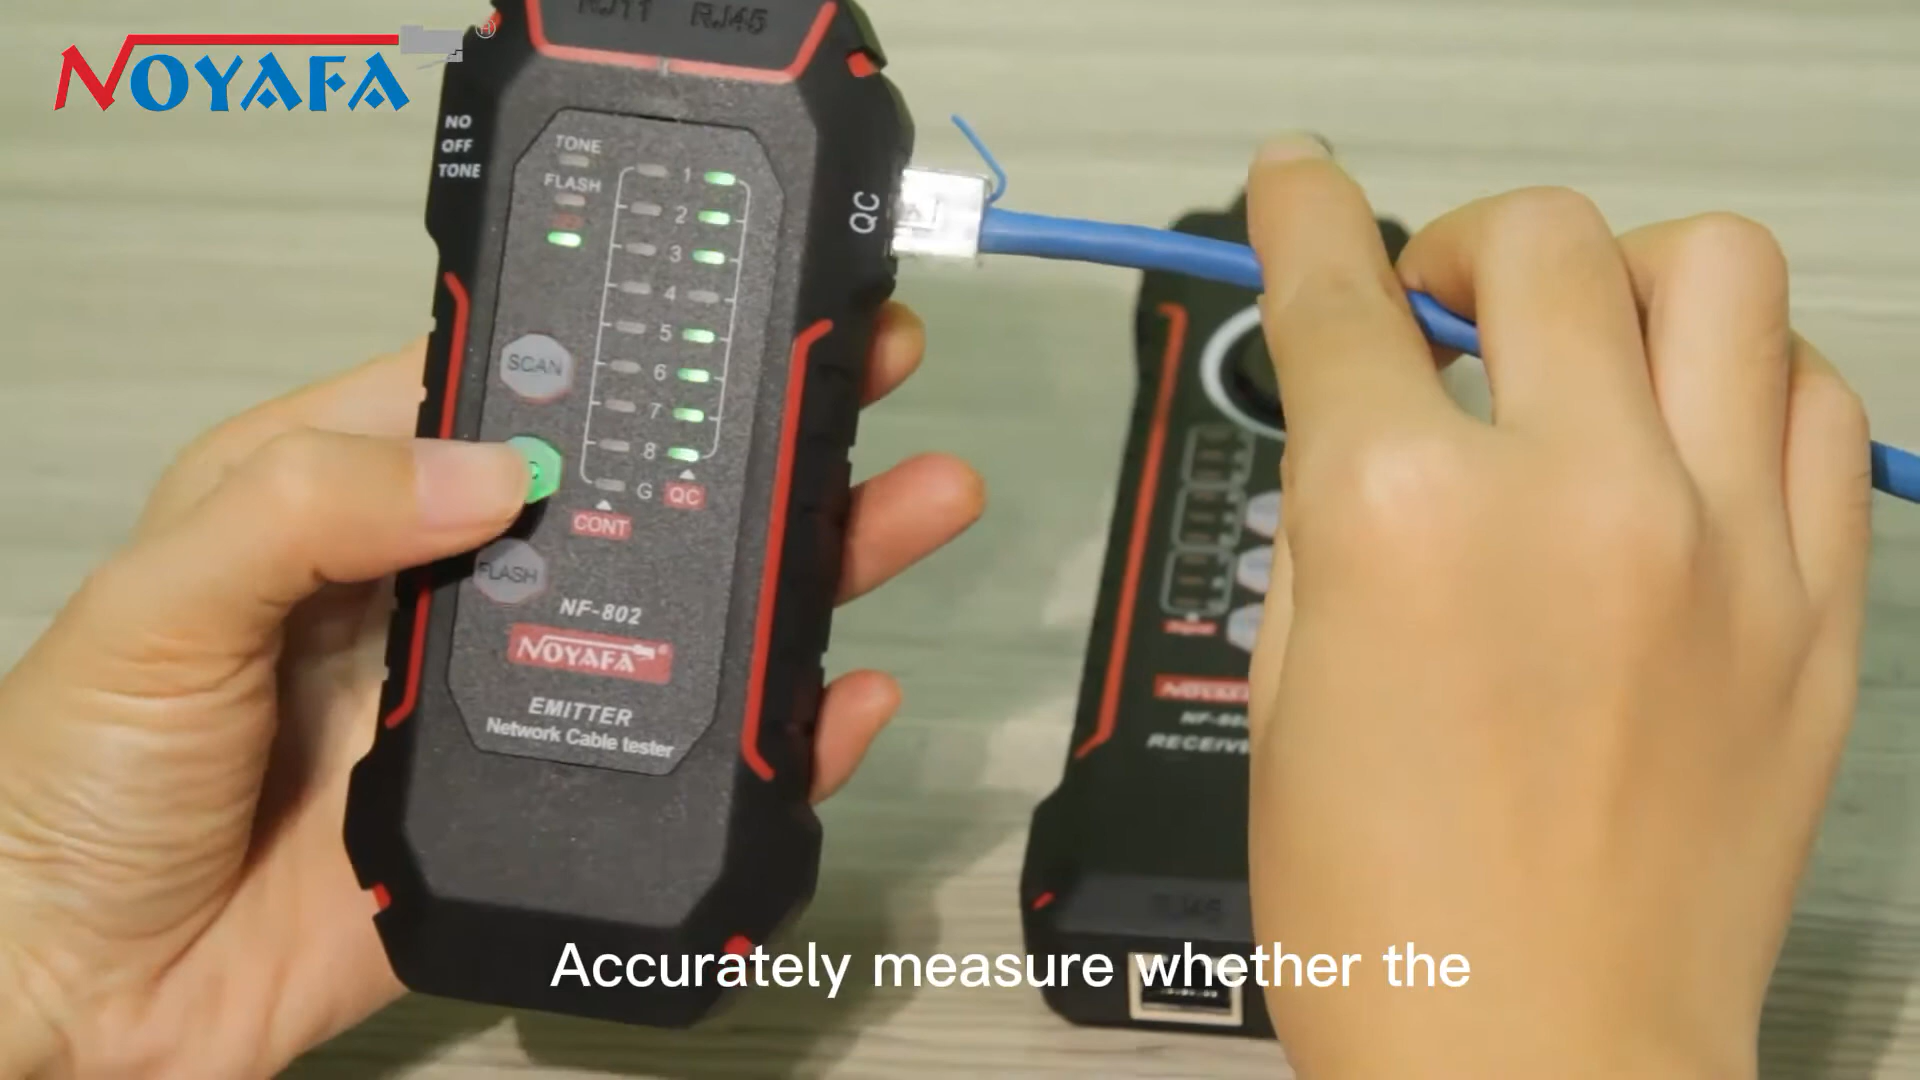 RJ11 RJ45
NOYAFA®
NO
OFF
TONE
TONE
FLASH
QC
1
2
3
4
5
6
7
8
G
SCAN
QC
CONT
FLASH
NF-802
NOYAFA®
EMITTER
Network Cable tester
NOYAFA
RJ45
Accurately measure whether the